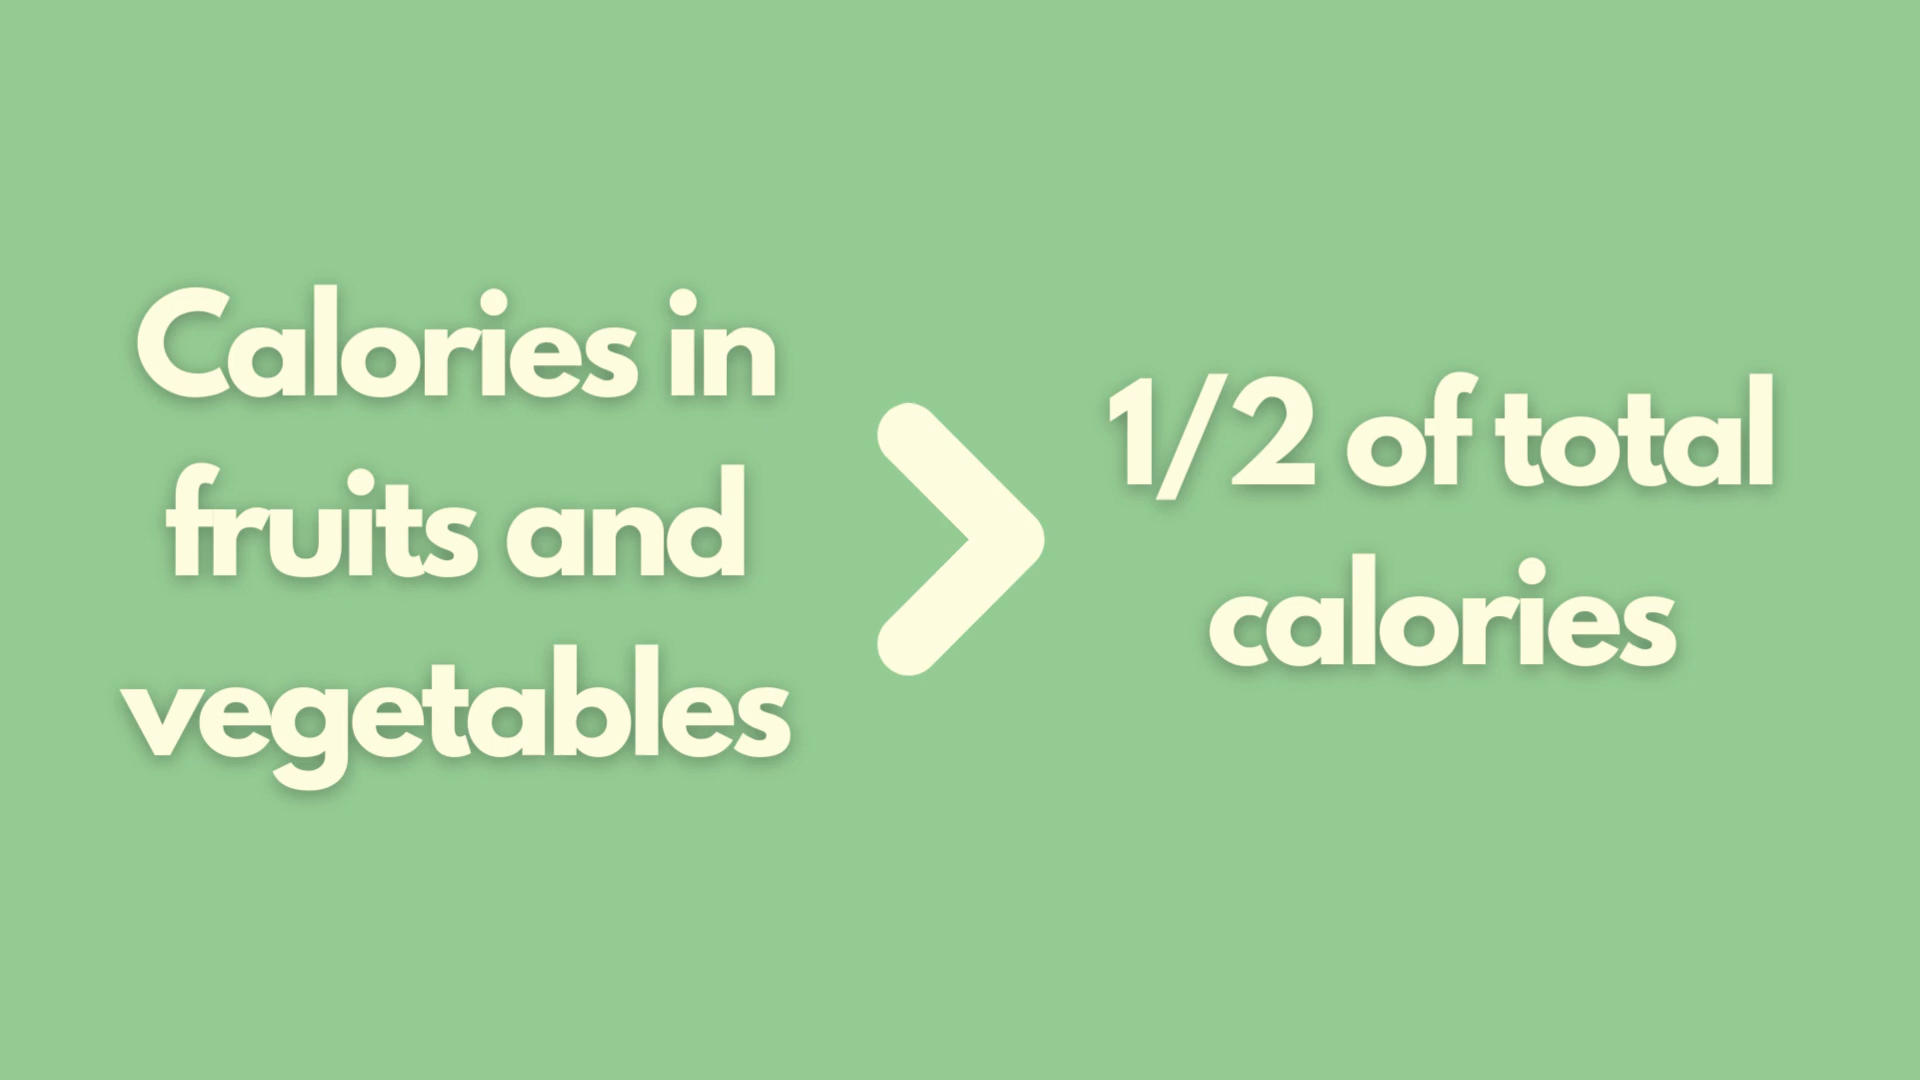 Calories in
fruits and
vegetables
>
1/2 of total
calories